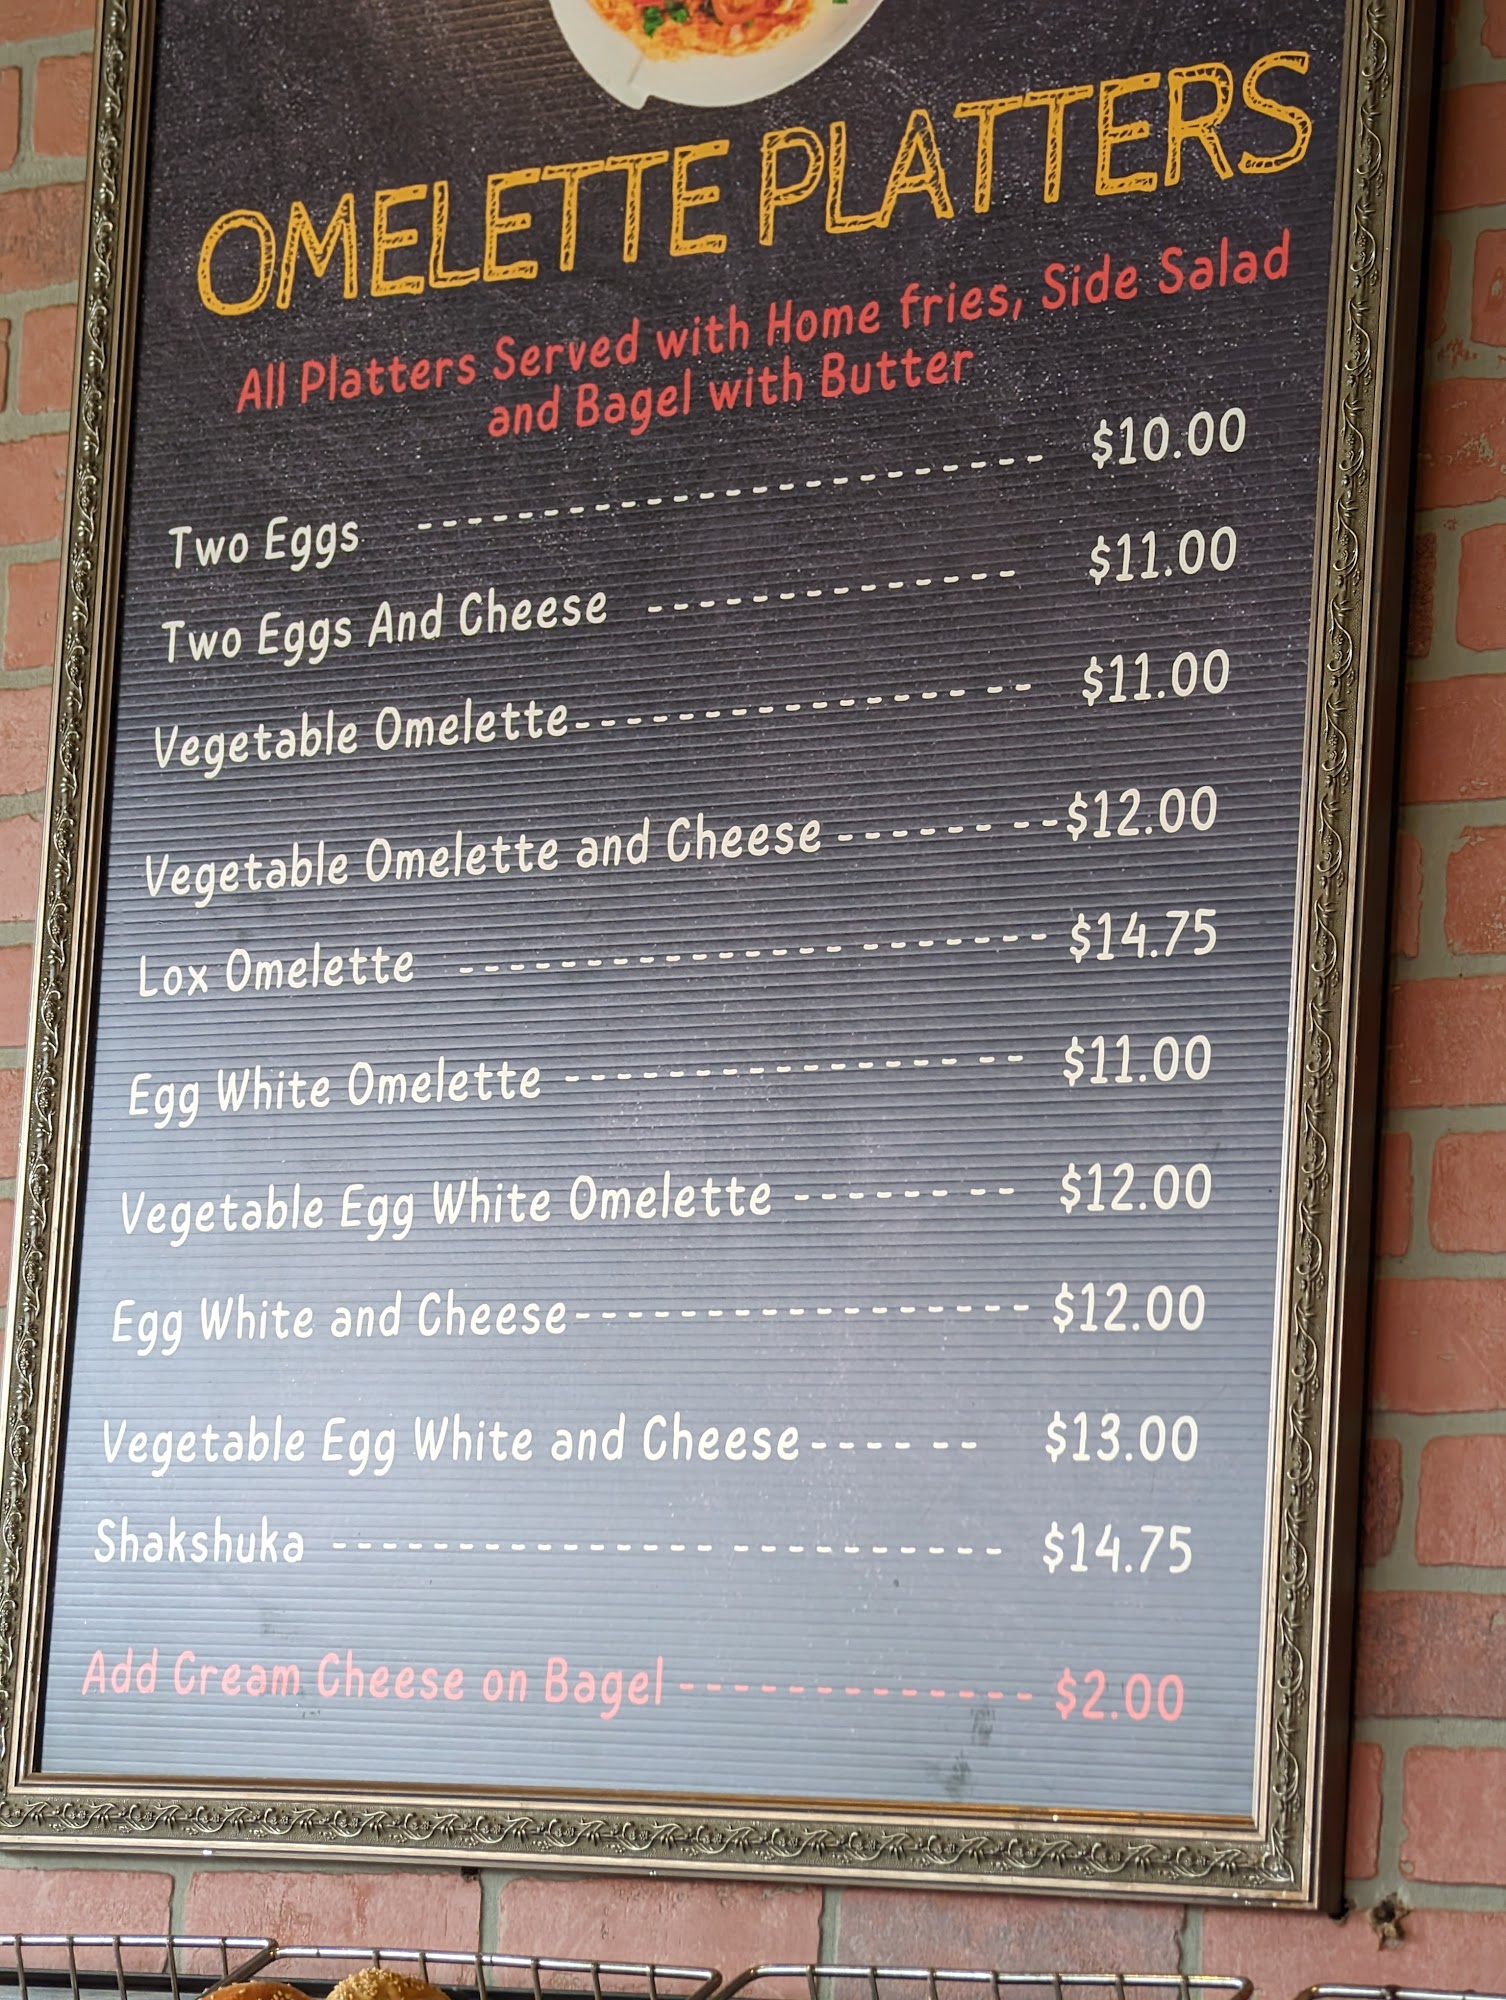 OMELETTE PLATTERS
All Platters Served with Home fries, Side Salad
and Bagel with Butter
Two Eggs -------------------------- $10.00
Two Eggs And Cheese -------------- $11.00
Vegetable Omelette----------------- -- $11.00
Vegetable Omelette and Cheese ------ --$12.00
Lox Omelette --------------- ------- $14.75
Egg White Omelette --------------- -- $11.00
Vegetable Egg White Omelette ------ -- $12.00
Egg White and Cheese------------------ $12.00
Vegetable Egg White and Cheese---- -- $13.00
Shakshuka --------------- ---------- $14.75
Add Cream Cheese on Bagel -------------- $2.00